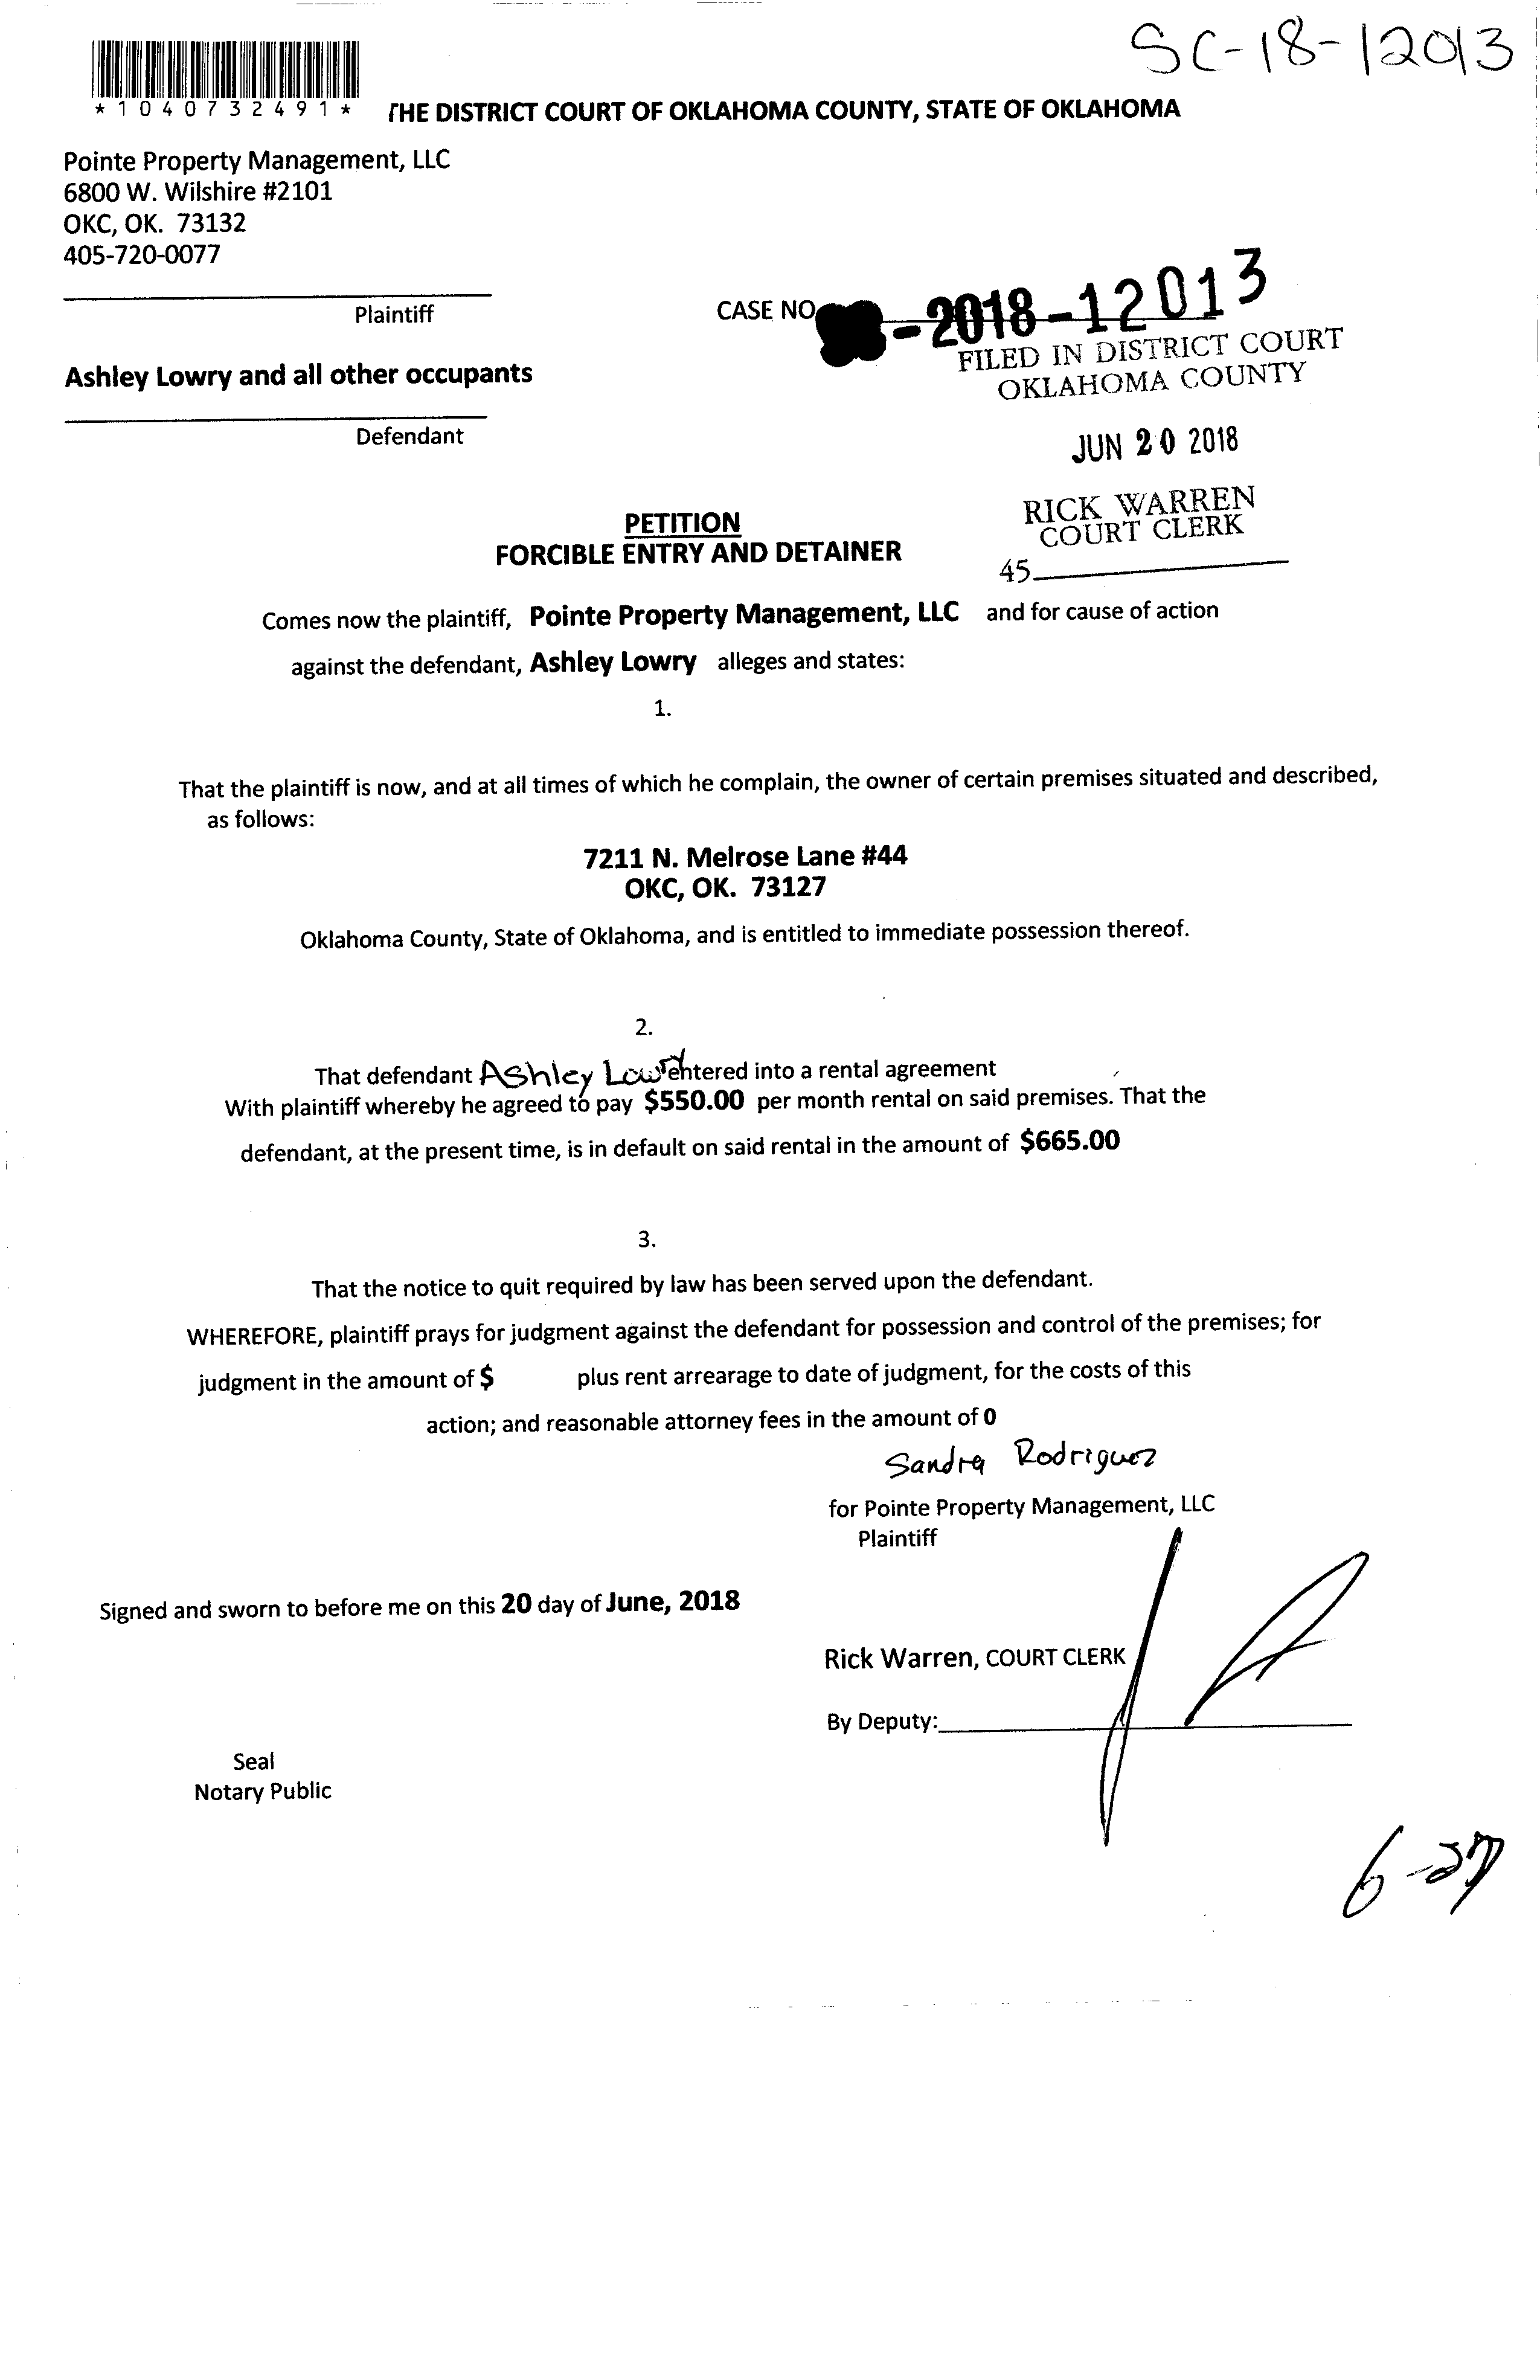 SC-18-12013
*1040732491*
THE DISTRICT COURT OF OKLAHOMA COUNTY, STATE OF OKLAHOMA
Pointe Property Management, LLC
6800 W. Wilshire #2101
OKC, OK. 73132
405-720-0077
Plaintiff
CASE NO -2018-12013
FILED IN DISTRICT COURT
OKLAHOMA COUNTY
Ashley Lowry and all other occupants
Defendant
JUN 20 2018
RICK WARREN
COURT CLERK
45
PETITION
FORCIBLE ENTRY AND DETAINER
Comes now the plaintiff, Pointe Property Management, LLC and for cause of action
against the defendant, Ashley Lowry alleges and states:
1.
That the plaintiff is now, and at all times of which he complain, the owner of certain premises situated and described,
as follows:
7211 N. Melrose Lane #44
OKC, OK. 73127
Oklahoma County, State of Oklahoma, and is entitled to immediate possession thereof.
2.
That defendant Ashley Lowry entered into a rental agreement
With plaintiff whereby he agreed to pay $550.00 per month rental on said premises. That the
defendant, at the present time, is in default on said rental in the amount of $665.00
3.
That the notice to quit required by law has been served upon the defendant.
WHEREFORE, plaintiff prays for judgment against the defendant for possession and control of the premises; for
judgment in the amount of $ plus rent arrearage to date of judgment, for the costs of this
action; and reasonable attorney fees in the amount of 0
Sandra Rodriguez
for Pointe Property Management, LLC
Plaintiff
Signed and sworn to before me on this 20 day of June, 2018
Rick Warren, COURT CLERK
By Deputy:
Seal
Notary Public
6-27